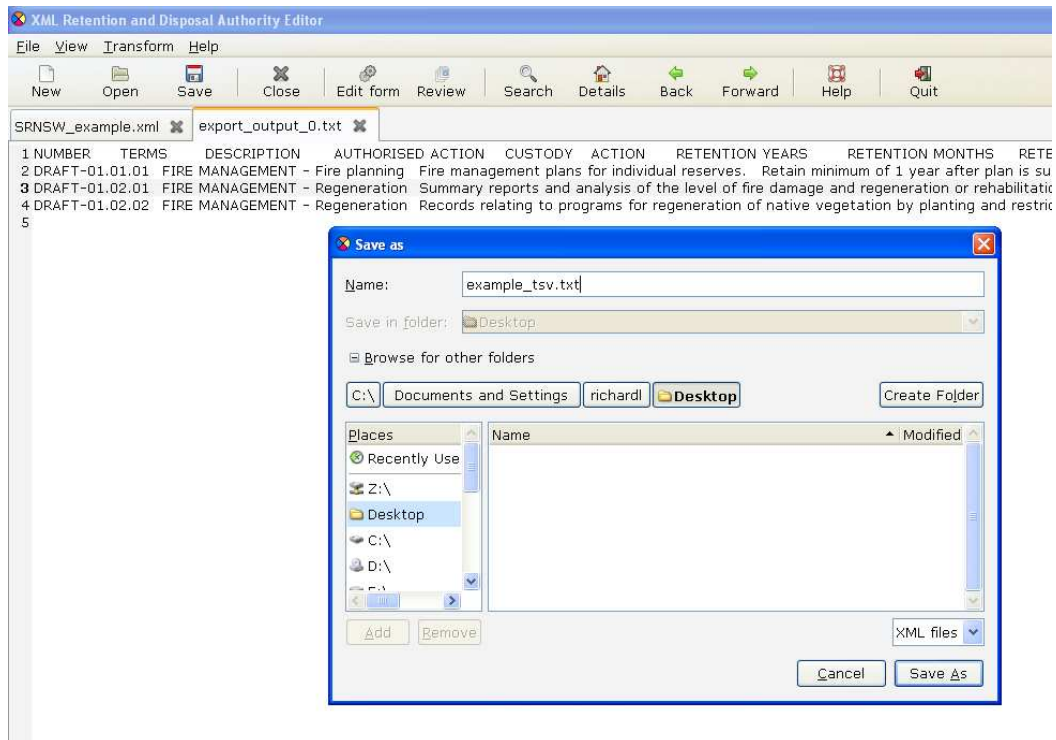 XML Retention and Disposal Authority Editor
File View Transform Help
New Open Save Close Edit form Review Search Details Back Forward Help Quit
SRNSW_example.xml export_output_0.txt
1 NUMBER TERMS DESCRIPTION AUTHORISED ACTION CUSTODY ACTION RETENTION YEARS RETENTION MONTHS RETE
2 DRAFT-01.01.01 FIRE MANAGEMENT - Fire planning Fire management plans for individual reserves. Retain minimum of 1 year after plan is su
3 DRAFT-01.02.01 FIRE MANAGEMENT - Regeneration Summary reports and analysis of the level of fire damage and regeneration or rehabilitatio
4 DRAFT-01.02.02 FIRE MANAGEMENT - Regeneration Records relating to programs for regeneration of native vegetation by planting and restric
5
Save as
Name: example_tsv.txt
Save in folder: Desktop
Browse for other folders
C:\ Documents and Settings richardl Desktop Create Folder
Places Name Modified
Recently Use
Z:\
Desktop
C:\
D:\
Add Remove XML files
Cancel Save As